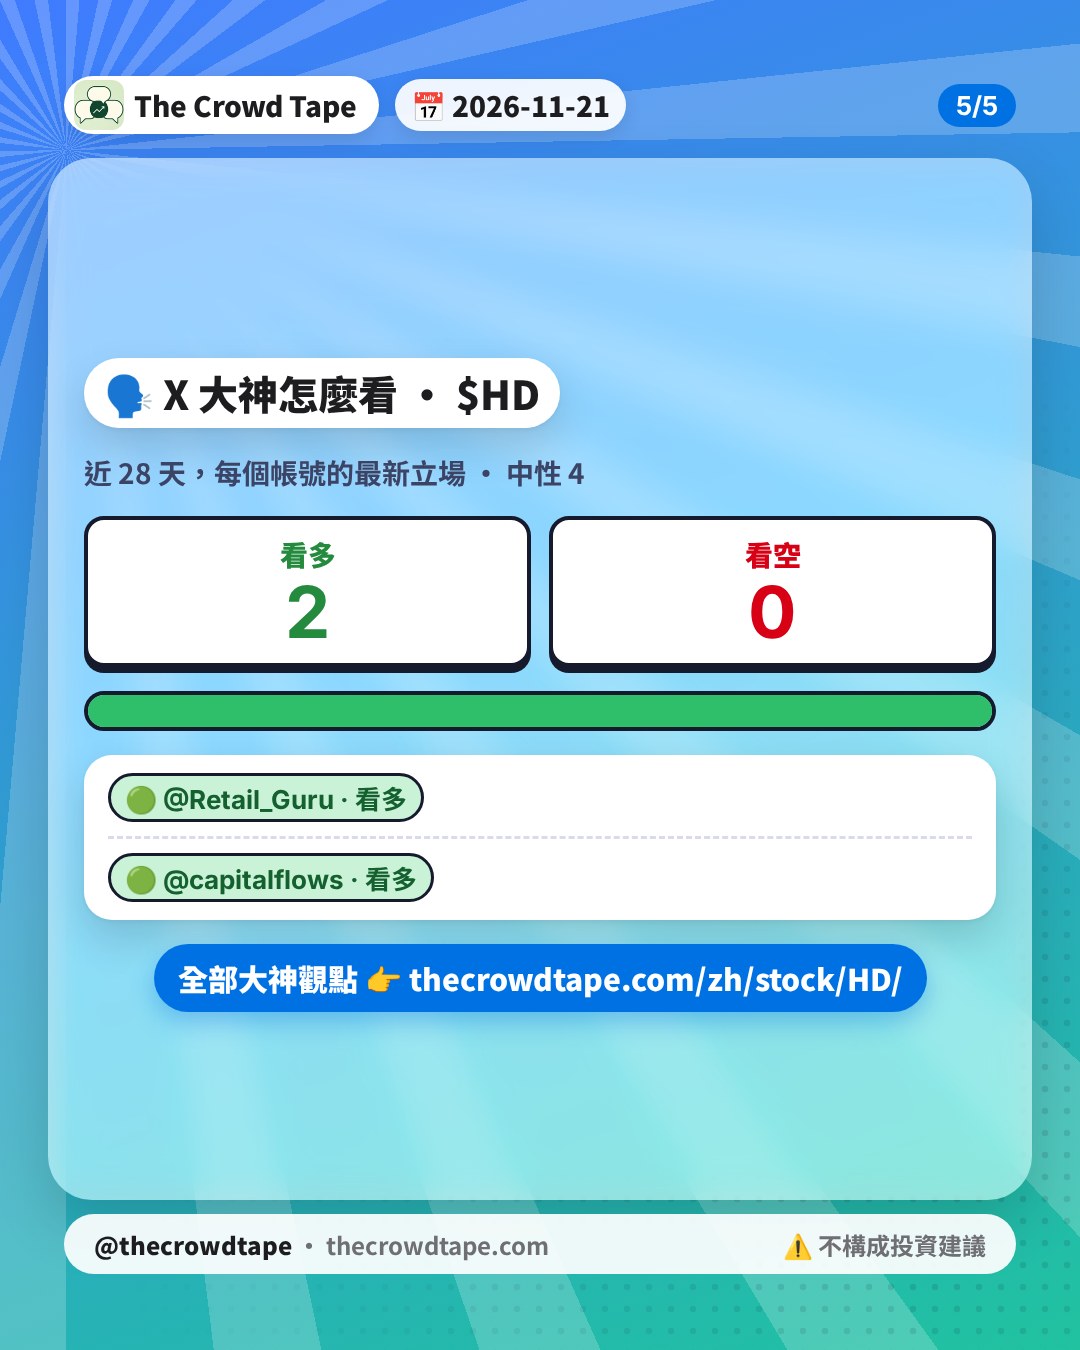 The Crowd Tape
2026-11-21
5/5
🗣️ X 大神怎麼看 · $HD
近 28 天,每個帳號的最新立場 · 中性 4
看多
2
看空
0
🟢 @Retail_Guru · 看多
🟢 @capitalflows · 看多
全部大神觀點 👉 thecrowdtape.com/zh/stock/HD/
@thecrowdtape · thecrowdtape.com
⚠️ 不構成投資建議